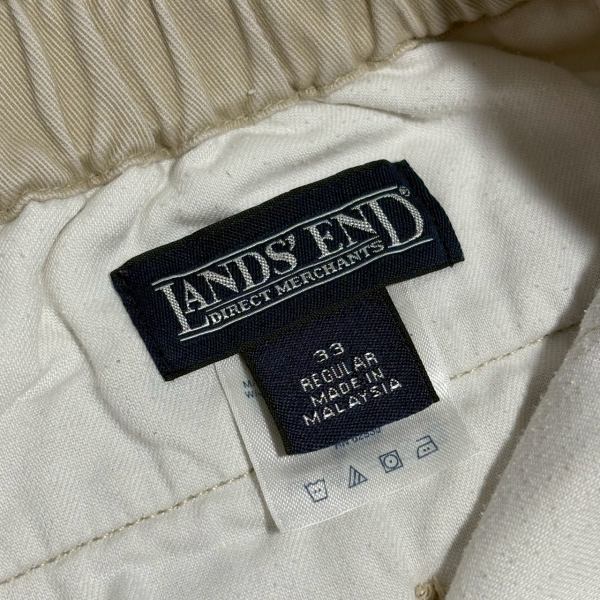 LANDS' END®
DIRECT MERCHANTS
33
REGULAR
MADE IN
MALAYSIA